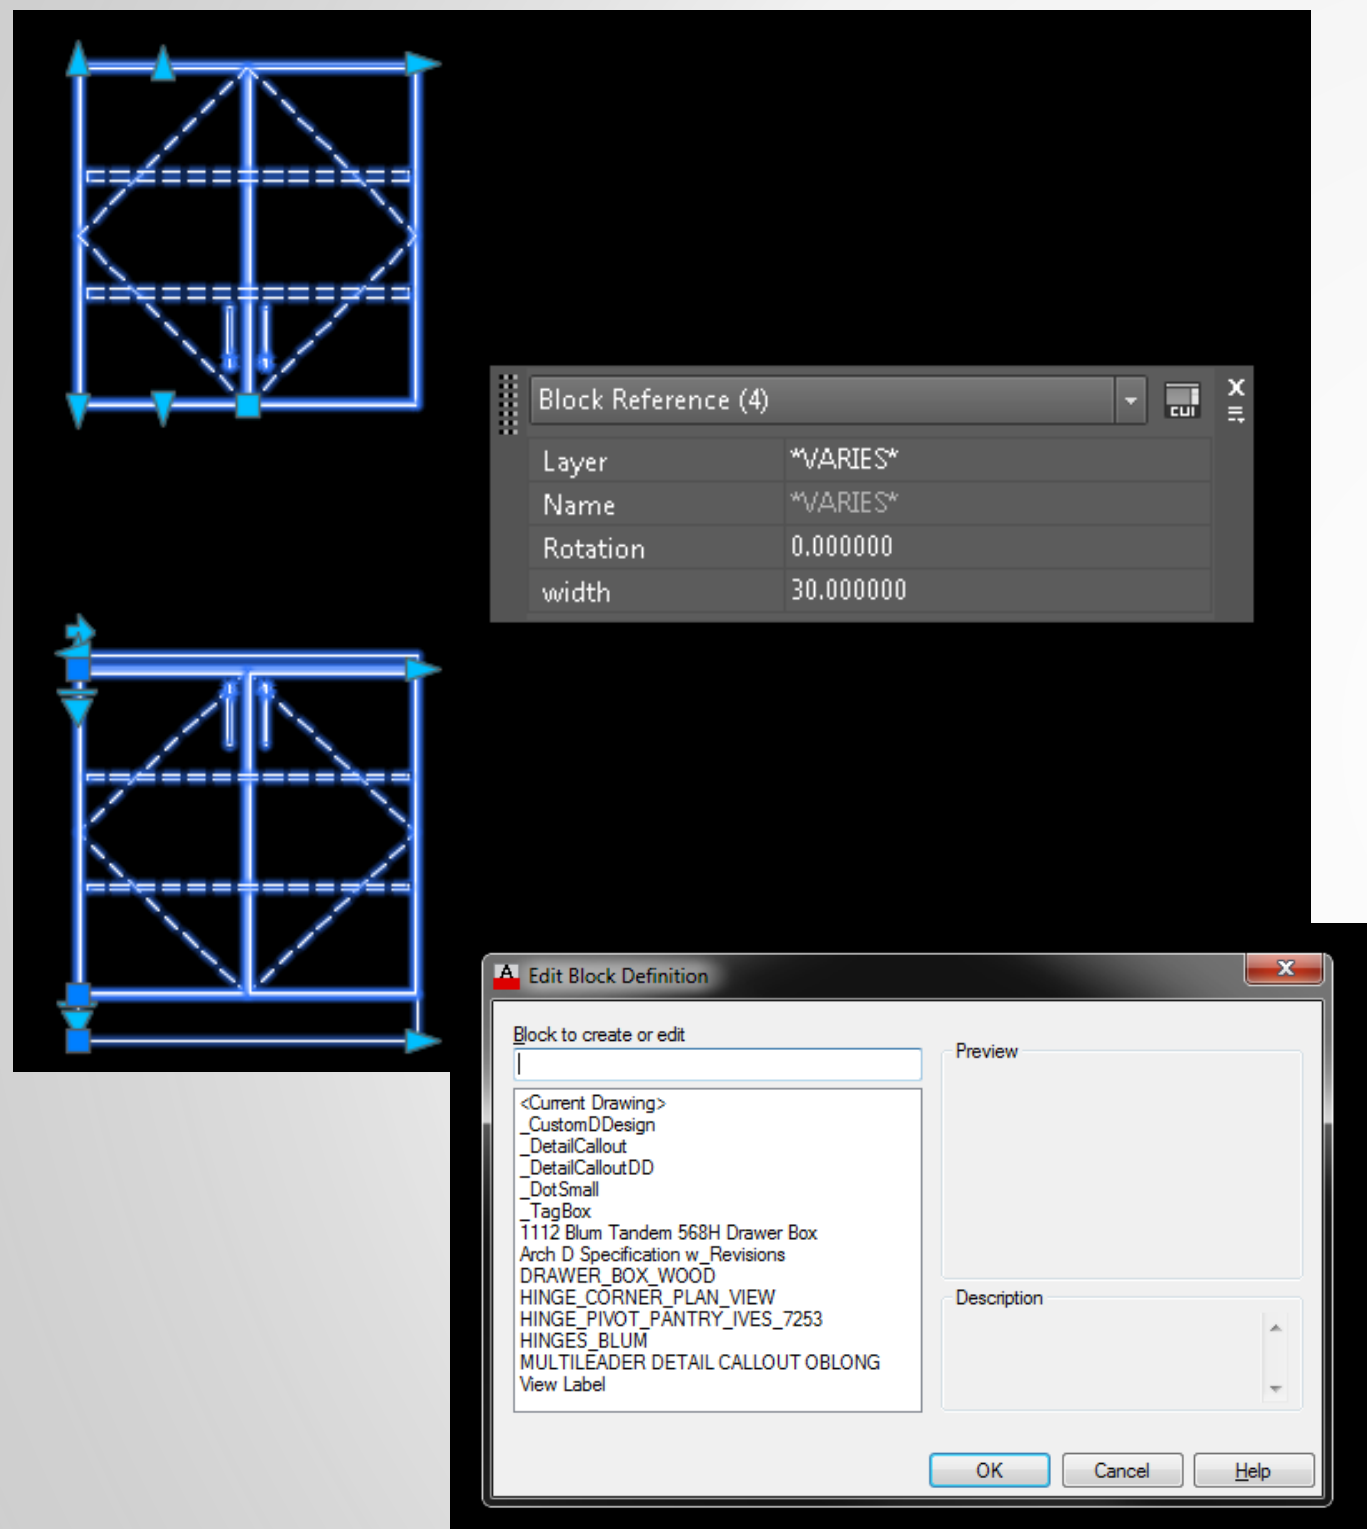 Block Reference (4)
CUI
Layer *VARIES*
Name *VARIES*
Rotation 0.000000
width 30.000000
A Edit Block Definition
Block to create or edit
Preview
<Current Drawing>
_CustomDDesign
_DetailCallout
_DetailCalloutDD
_DotSmall
_TagBox
1112 Blum Tandem 568H Drawer Box
Arch D Specification w_Revisions
DRAWER_BOX_WOOD
HINGE_CORNER_PLAN_VIEW
HINGE_PIVOT_PANTRY_IVES_7253
HINGES_BLUM
MULTILEADER DETAIL CALLOUT OBLONG
View Label
Description
OK Cancel Help